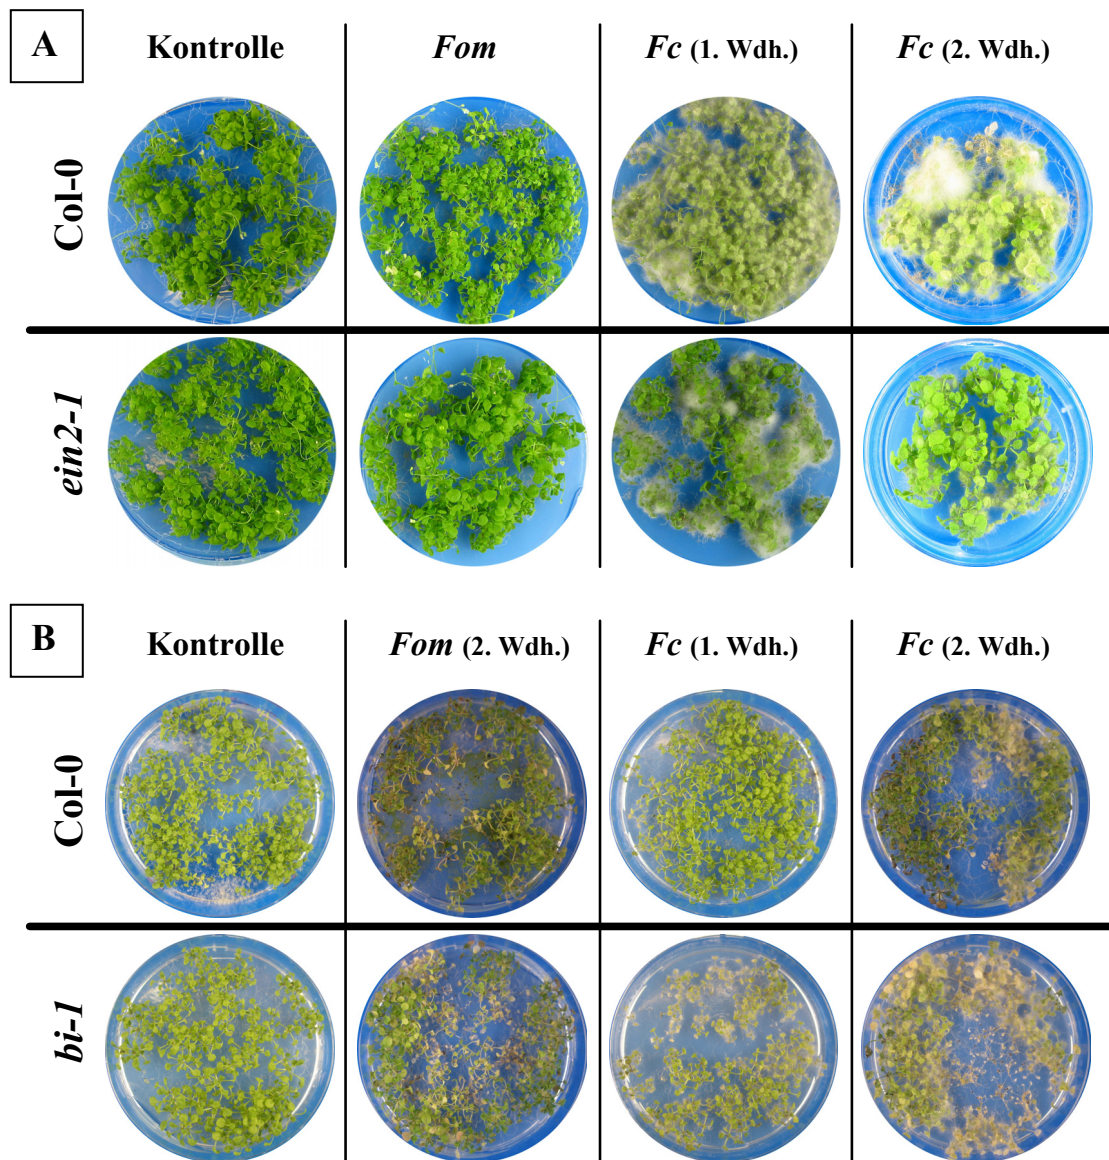 A
Kontrolle
Fom
Fc (1. Wdh.)
Fc (2. Wdh.)
Col-0
ein2-1
B
Kontrolle
Fom (2. Wdh.)
Fc (1. Wdh.)
Fc (2. Wdh.)
Col-0
bi-1